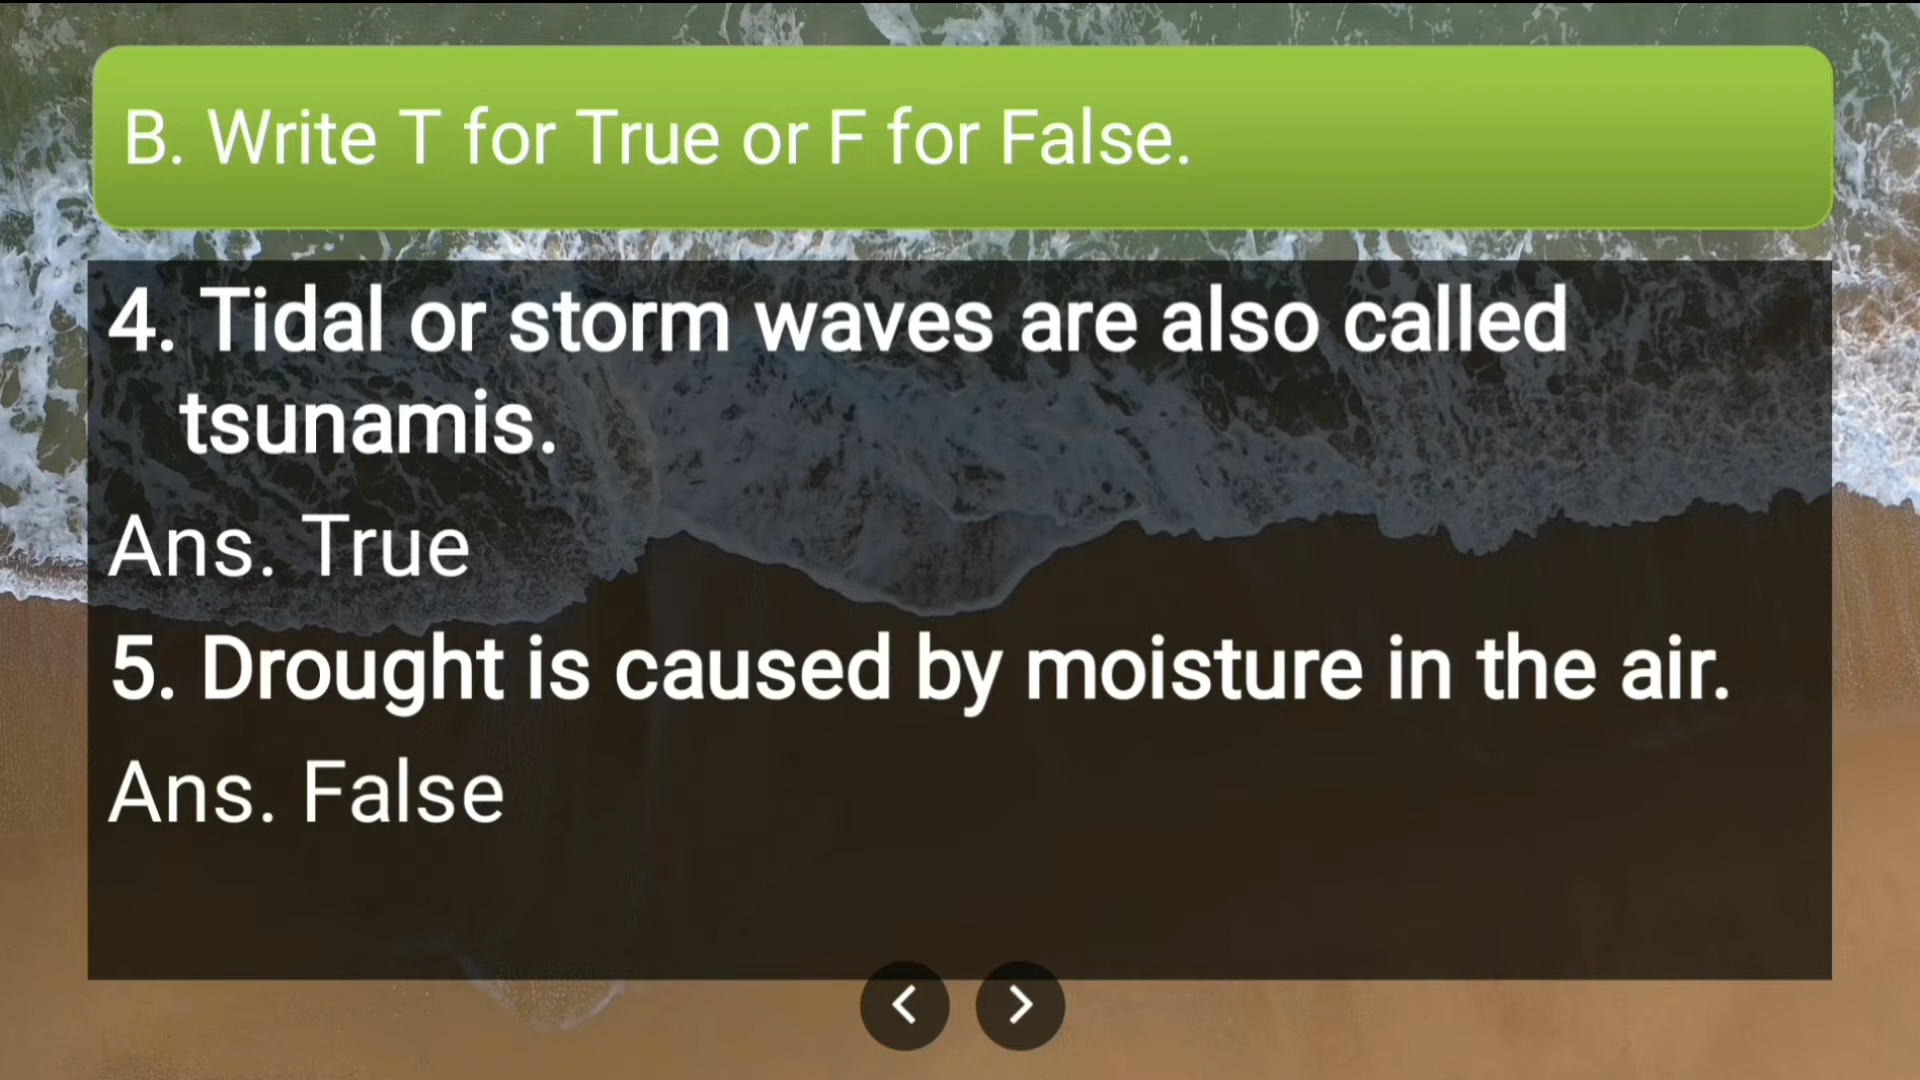 B. Write T for True or F for False.
4. Tidal or storm waves are also called
tsunamis.
Ans. True
5. Drought is caused by moisture in the air.
Ans. False